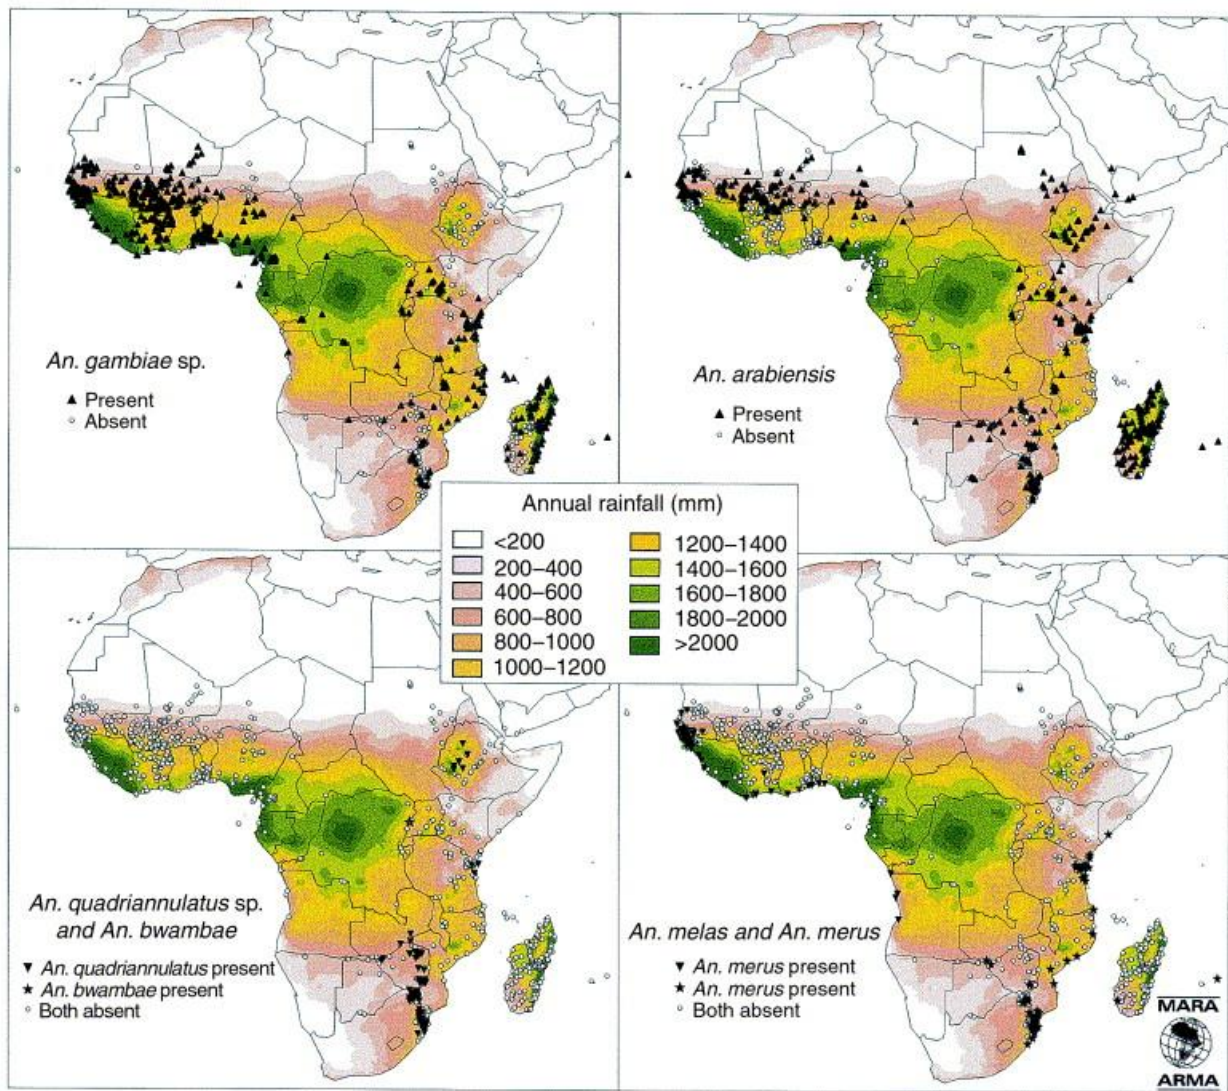 An. gambiae sp.
▲ Present
○ Absent
An. arabiensis
▲ Present
○ Absent
Annual rainfall (mm)
<200
200–400
400–600
600–800
800–1000
1000–1200
1200–1400
1400–1600
1600–1800
1800–2000
>2000
An. quadriannulatus sp.
and An. bwambae
▼ An. quadriannulatus present
★ An. bwambae present
○ Both absent
An. melas and An. merus
▼ An. merus present
★ An. merus present
○ Both absent
MARA
ARMA